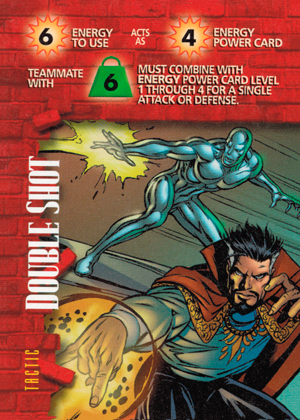 6 ENERGY TO USE ACTS AS 4 ENERGY POWER CARD
TEAMMATE WITH 6
MUST COMBINE WITH
ENERGY POWER CARD LEVEL
1 THROUGH 4 FOR A SINGLE
ATTACK OR DEFENSE.
DOUBLE SHOT
TACTIC